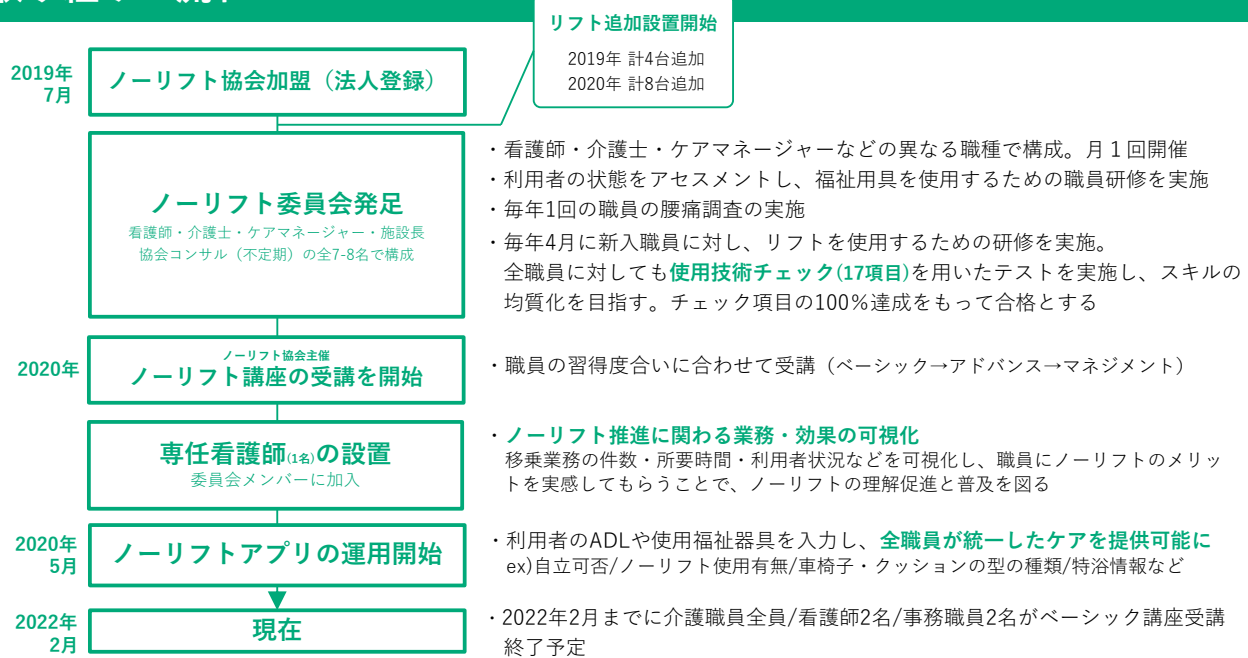 リフト追加設置開始
2019年 計4台追加
2020年 計8台追加
2019年
7月
ノーリフト協会加盟（法人登録）
ノーリフト委員会発足
看護師・介護士・ケアマネージャー・施設長
協会コンサル（不定期）の全7-8名で構成
・看護師・介護士・ケアマネージャーなどの異なる職種で構成。月１回開催
・利用者の状態をアセスメントし、福祉用具を使用するための職員研修を実施
・毎年1回の職員の腰痛調査の実施
・毎年4月に新入職員に対し、リフトを使用するための研修を実施。
全職員に対しても使用技術チェック(17項目)を用いたテストを実施し、スキルの
均質化を目指す。チェック項目の100％達成をもって合格とする
2020年
ノーリフト協会主催
ノーリフト講座の受講を開始
・職員の習得度合いに合わせて受講（ベーシック→アドバンス→マネジメント）
専任看護師(1名)の設置
委員会メンバーに加入
・ノーリフト推進に関わる業務・効果の可視化
移乗業務の件数・所要時間・利用者状況などを可視化し、職員にノーリフトのメリッ
トを実感してもらうことで、ノーリフトの理解促進と普及を図る
2020年
5月
ノーリフトアプリの運用開始
・利用者のADLや使用福祉器具を入力し、全職員が統一したケアを提供可能に
ex)自立可否/ノーリフト使用有無/車椅子・クッションの型の種類/特浴情報など
2022年
2月
現在
・2022年2月までに介護職員全員/看護師2名/事務職員2名がベーシック講座受講
終了予定